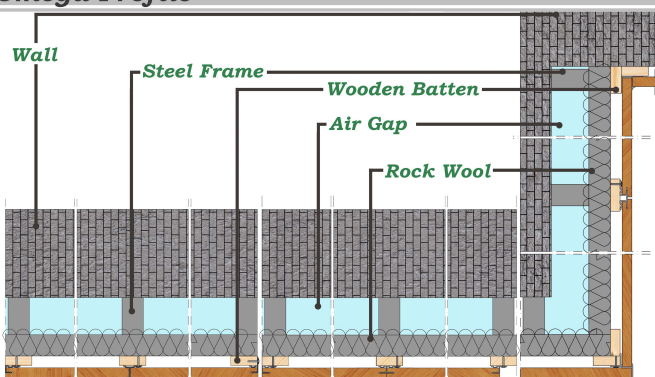 Wall
Steel Frame
Wooden Batten
Air Gap
Rock Wool